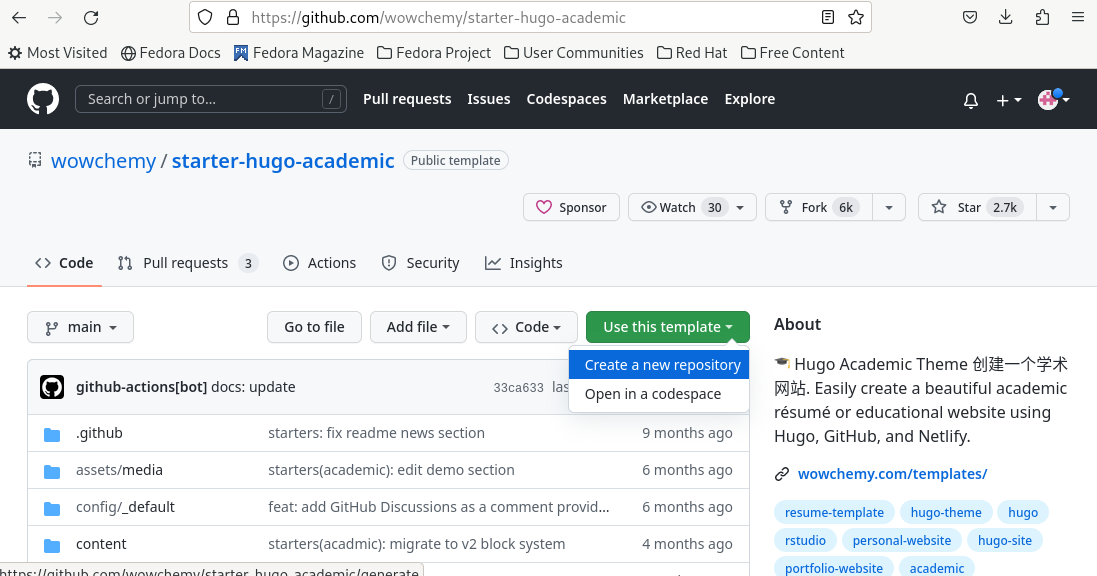 https://github.com/wowchemy/starter-hugo-academic
Most Visited Fedora Docs FM Fedora Magazine Fedora Project User Communities Red Hat Free Content
Search or jump to... / Pull requests Issues Codespaces Marketplace Explore
wowchemy / starter-hugo-academic Public template
Sponsor Watch 30 Fork 6k Star 2.7k
Code Pull requests 3 Actions Security Insights
main Go to file Add file Code Use this template
Create a new repository
Open in a codespace
github-actions[bot] docs: update 33ca633 las
.github starters: fix readme news section 9 months ago
assets/media starters(academic): edit demo section 6 months ago
config/_default feat: add GitHub Discussions as a comment provid... 6 months ago
content starters(acadmic): migrate to v2 block system 4 months ago
About
🎓 Hugo Academic Theme 创建一个学术
网站. Easily create a beautiful academic
résumé or educational website using
Hugo, GitHub, and Netlify.
wowchemy.com/templates/
resume-template hugo-theme hugo
rstudio personal-website hugo-site
portfolio-website academic
https://github.com/wowchemy/starter-hugo-academic/generate